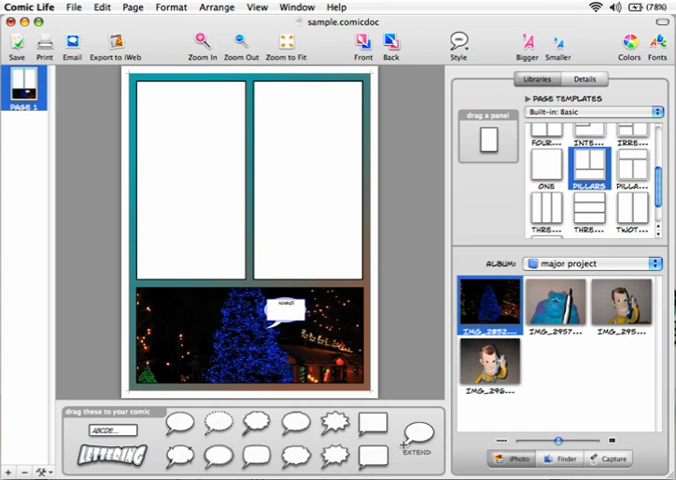 Comic Life File Edit Page Format Arrange View Window Help (78%)
sample.comicdoc
Save Print Email Export to iWeb Zoom In Zoom Out Zoom to Fit Front Back Style Bigger Smaller Colors Fonts
PAGE 1
Libraries Details
PAGE TEMPLATES
drag a panel
Built-in: Basic
FOUR... INTE... IRRE...
ONE PILLARS PILLA...
THRE... THRE... TWOT...
ALBUM: major project
IMG_2852... IMG_2957... IMG_295...
IMG_296...
drag these to your comic
ABCDE...
LETTERING
EXTEND
iPhoto Finder Capture